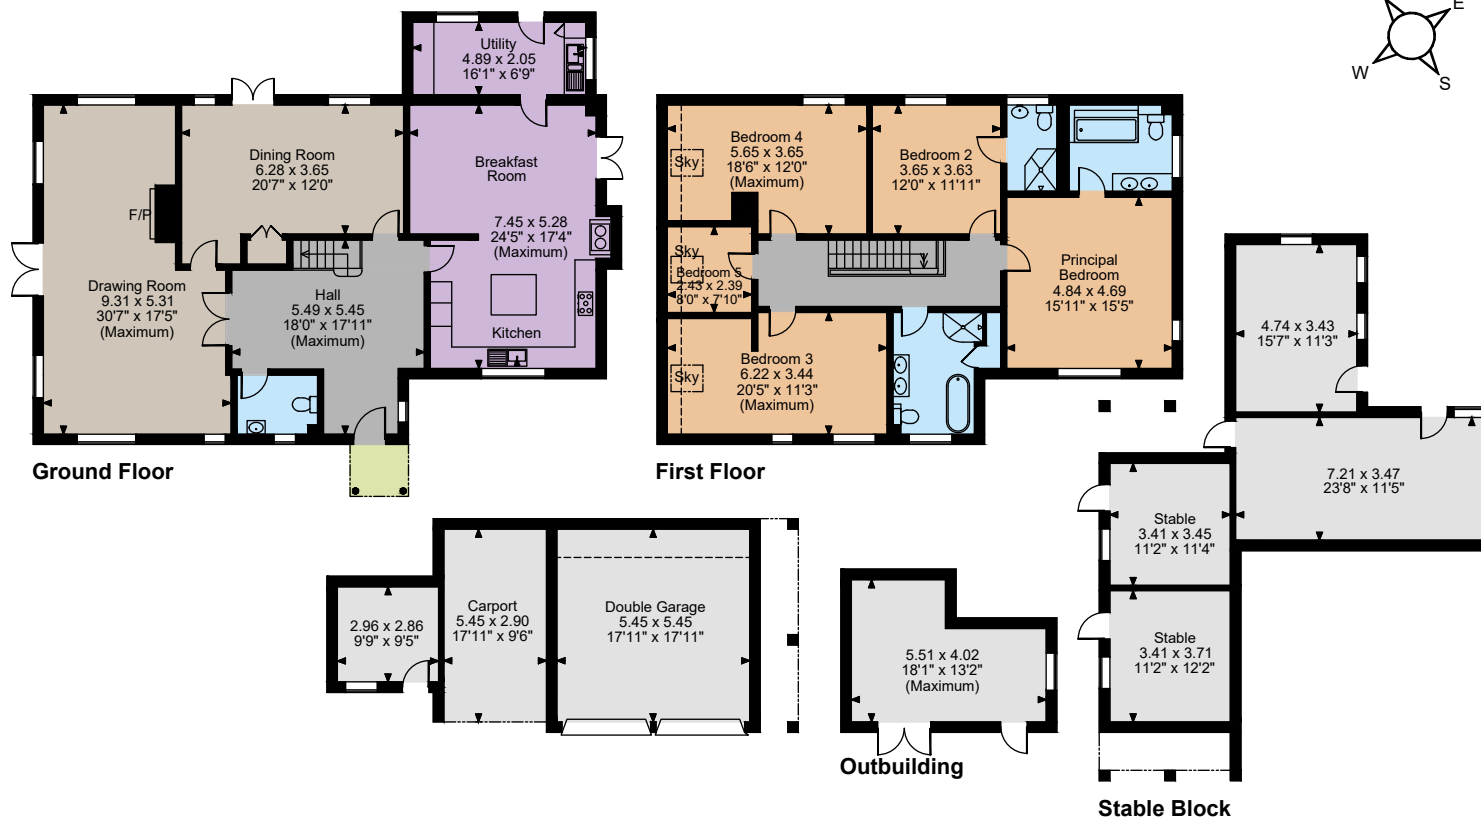 E
W
S
Utility
4.89 x 2.05
16'1" x 6'9"
Dining Room
6.28 x 3.65
20'7" x 12'0"
Breakfast
Room
7.45 x 5.28
24'5" x 17'4"
(Maximum)
F/P
Drawing Room
9.31 x 5.31
30'7" x 17'5"
(Maximum)
Hall
5.49 x 5.45
18'0" x 17'11"
(Maximum)
Kitchen
Ground Floor
Bedroom 4
5.65 x 3.65
18'6" x 12'0"
(Maximum)
Sky
Bedroom 2
3.65 x 3.63
12'0" x 11'11"
Sky
Bedroom 5
2.43 x 2.39
8'0" x 7'10"
Principal
Bedroom
4.84 x 4.69
15'11" x 15'5"
Bedroom 3
6.22 x 3.44
20'5" x 11'3"
(Maximum)
Sky
First Floor
4.74 x 3.43
15'7" x 11'3"
7.21 x 3.47
23'8" x 11'5"
Stable
3.41 x 3.45
11'2" x 11'4"
Stable
3.41 x 3.71
11'2" x 12'2"
Stable Block
2.96 x 2.86
9'9" x 9'5"
Carport
5.45 x 2.90
17'11" x 9'6"
Double Garage
5.45 x 5.45
17'11" x 17'11"
5.51 x 4.02
18'1" x 13'2"
(Maximum)
Outbuilding